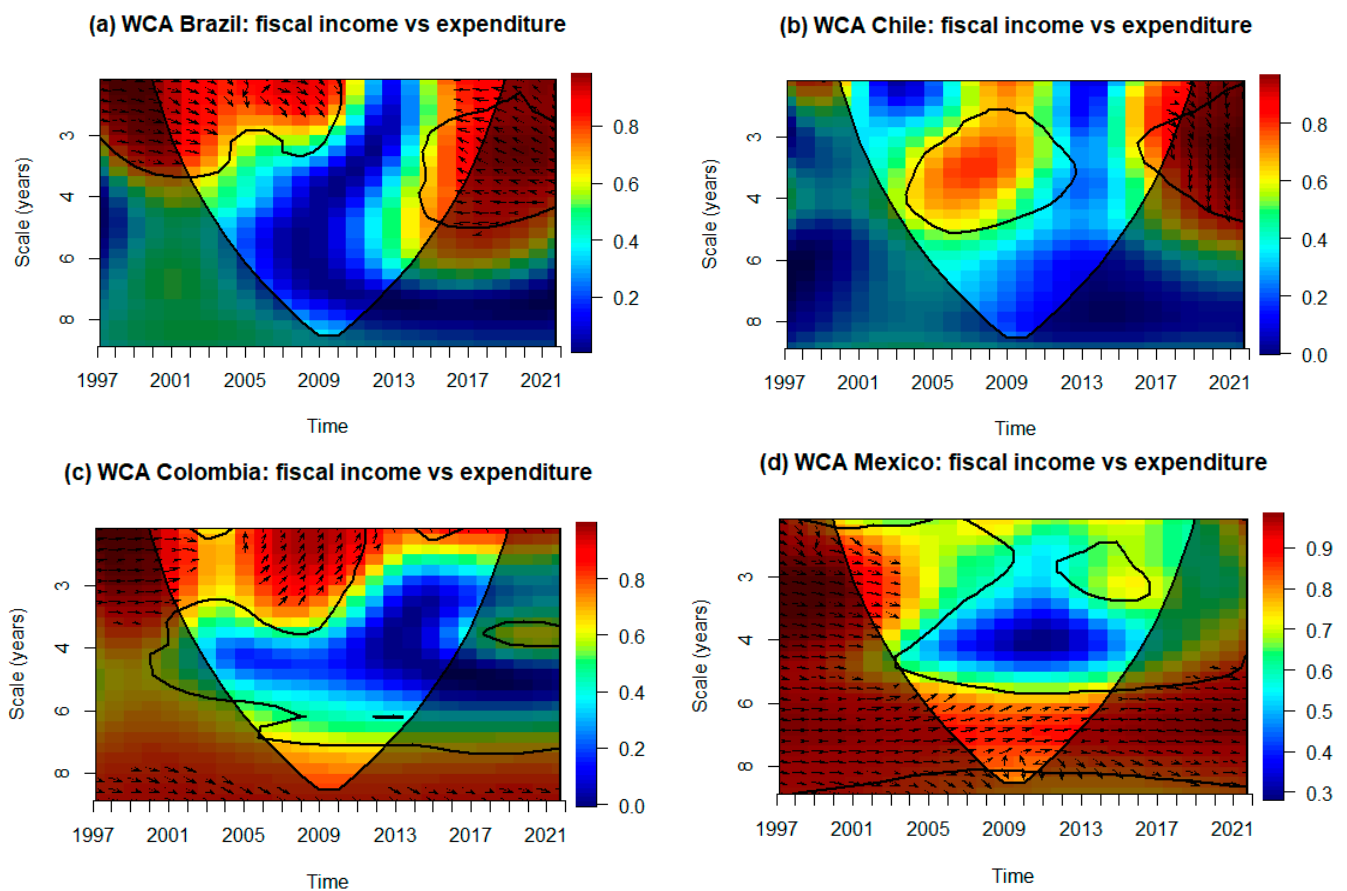 (a) WCA Brazil: fiscal income vs expenditure
Scale (years)
3
4
6
8
1997 2001 2005 2009 2013 2017 2021
Time
0.8
0.6
0.4
0.2
(b) WCA Chile: fiscal income vs expenditure
Scale (years)
3
4
6
8
1997 2001 2005 2009 2013 2017 2021
Time
0.8
0.6
0.4
0.2
0.0
(c) WCA Colombia: fiscal income vs expenditure
Scale (years)
3
4
6
8
1997 2001 2005 2009 2013 2017 2021
Time
0.8
0.6
0.4
0.2
0.0
(d) WCA Mexico: fiscal income vs expenditure
Scale (years)
3
4
6
8
1997 2001 2005 2009 2013 2017 2021
Time
0.9
0.8
0.7
0.6
0.5
0.4
0.3